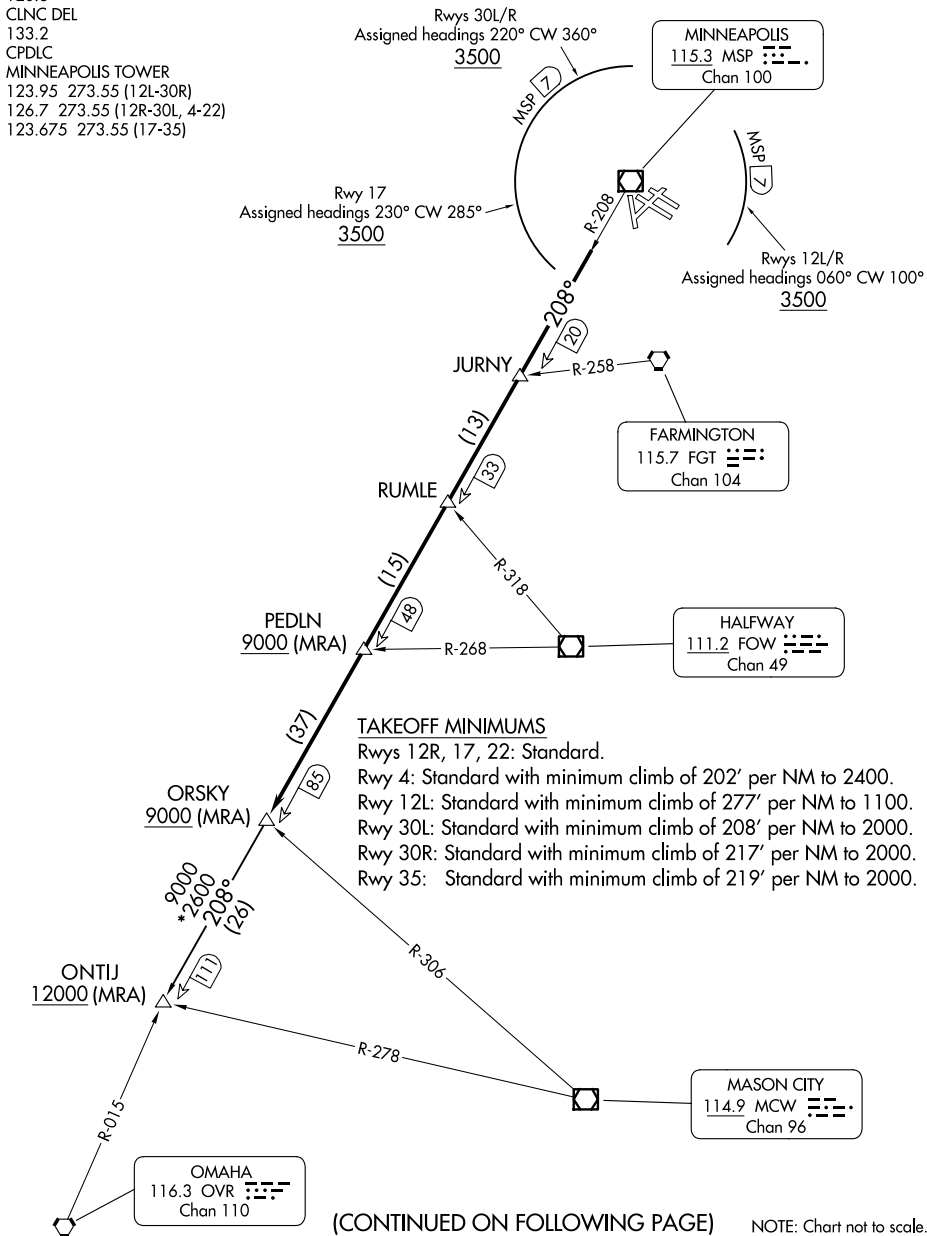 CLNC DEL
133.2
CPDLC
MINNEAPOLIS TOWER
123.95 273.55 (12L-30R)
126.7 273.55 (12R-30L, 4-22)
123.675 273.55 (17-35)
Rwys 30L/R
Assigned headings 220° CW 360°
3500
MINNEAPOLIS
115.3 MSP
Chan 100
MSP 7
MSP 7
Rwy 17
Assigned headings 230° CW 285°
3500
R-208
Rwys 12L/R
Assigned headings 060° CW 100°
3500
208°
20
JURNY
R-258
FARMINGTON
115.7 FGT
Chan 104
(13)
33
RUMLE
R-318
(15)
48
PEDLN
9000 (MRA)
R-268
HALFWAY
111.2 FOW
Chan 49
(37)
TAKEOFF MINIMUMS
Rwys 12R, 17, 22: Standard.
Rwy 4: Standard with minimum climb of 202' per NM to 2400.
Rwy 12L: Standard with minimum climb of 277' per NM to 1100.
Rwy 30L: Standard with minimum climb of 208' per NM to 2000.
Rwy 30R: Standard with minimum climb of 217' per NM to 2000.
Rwy 35: Standard with minimum climb of 219' per NM to 2000.
85
ORSKY
9000 (MRA)
9000
*2600
208°
(26)
R-306
111
ONTIJ
12000 (MRA)
R-278
R-015
MASON CITY
114.9 MCW
Chan 96
OMAHA
116.3 OVR
Chan 110
(CONTINUED ON FOLLOWING PAGE)
NOTE: Chart not to scale.